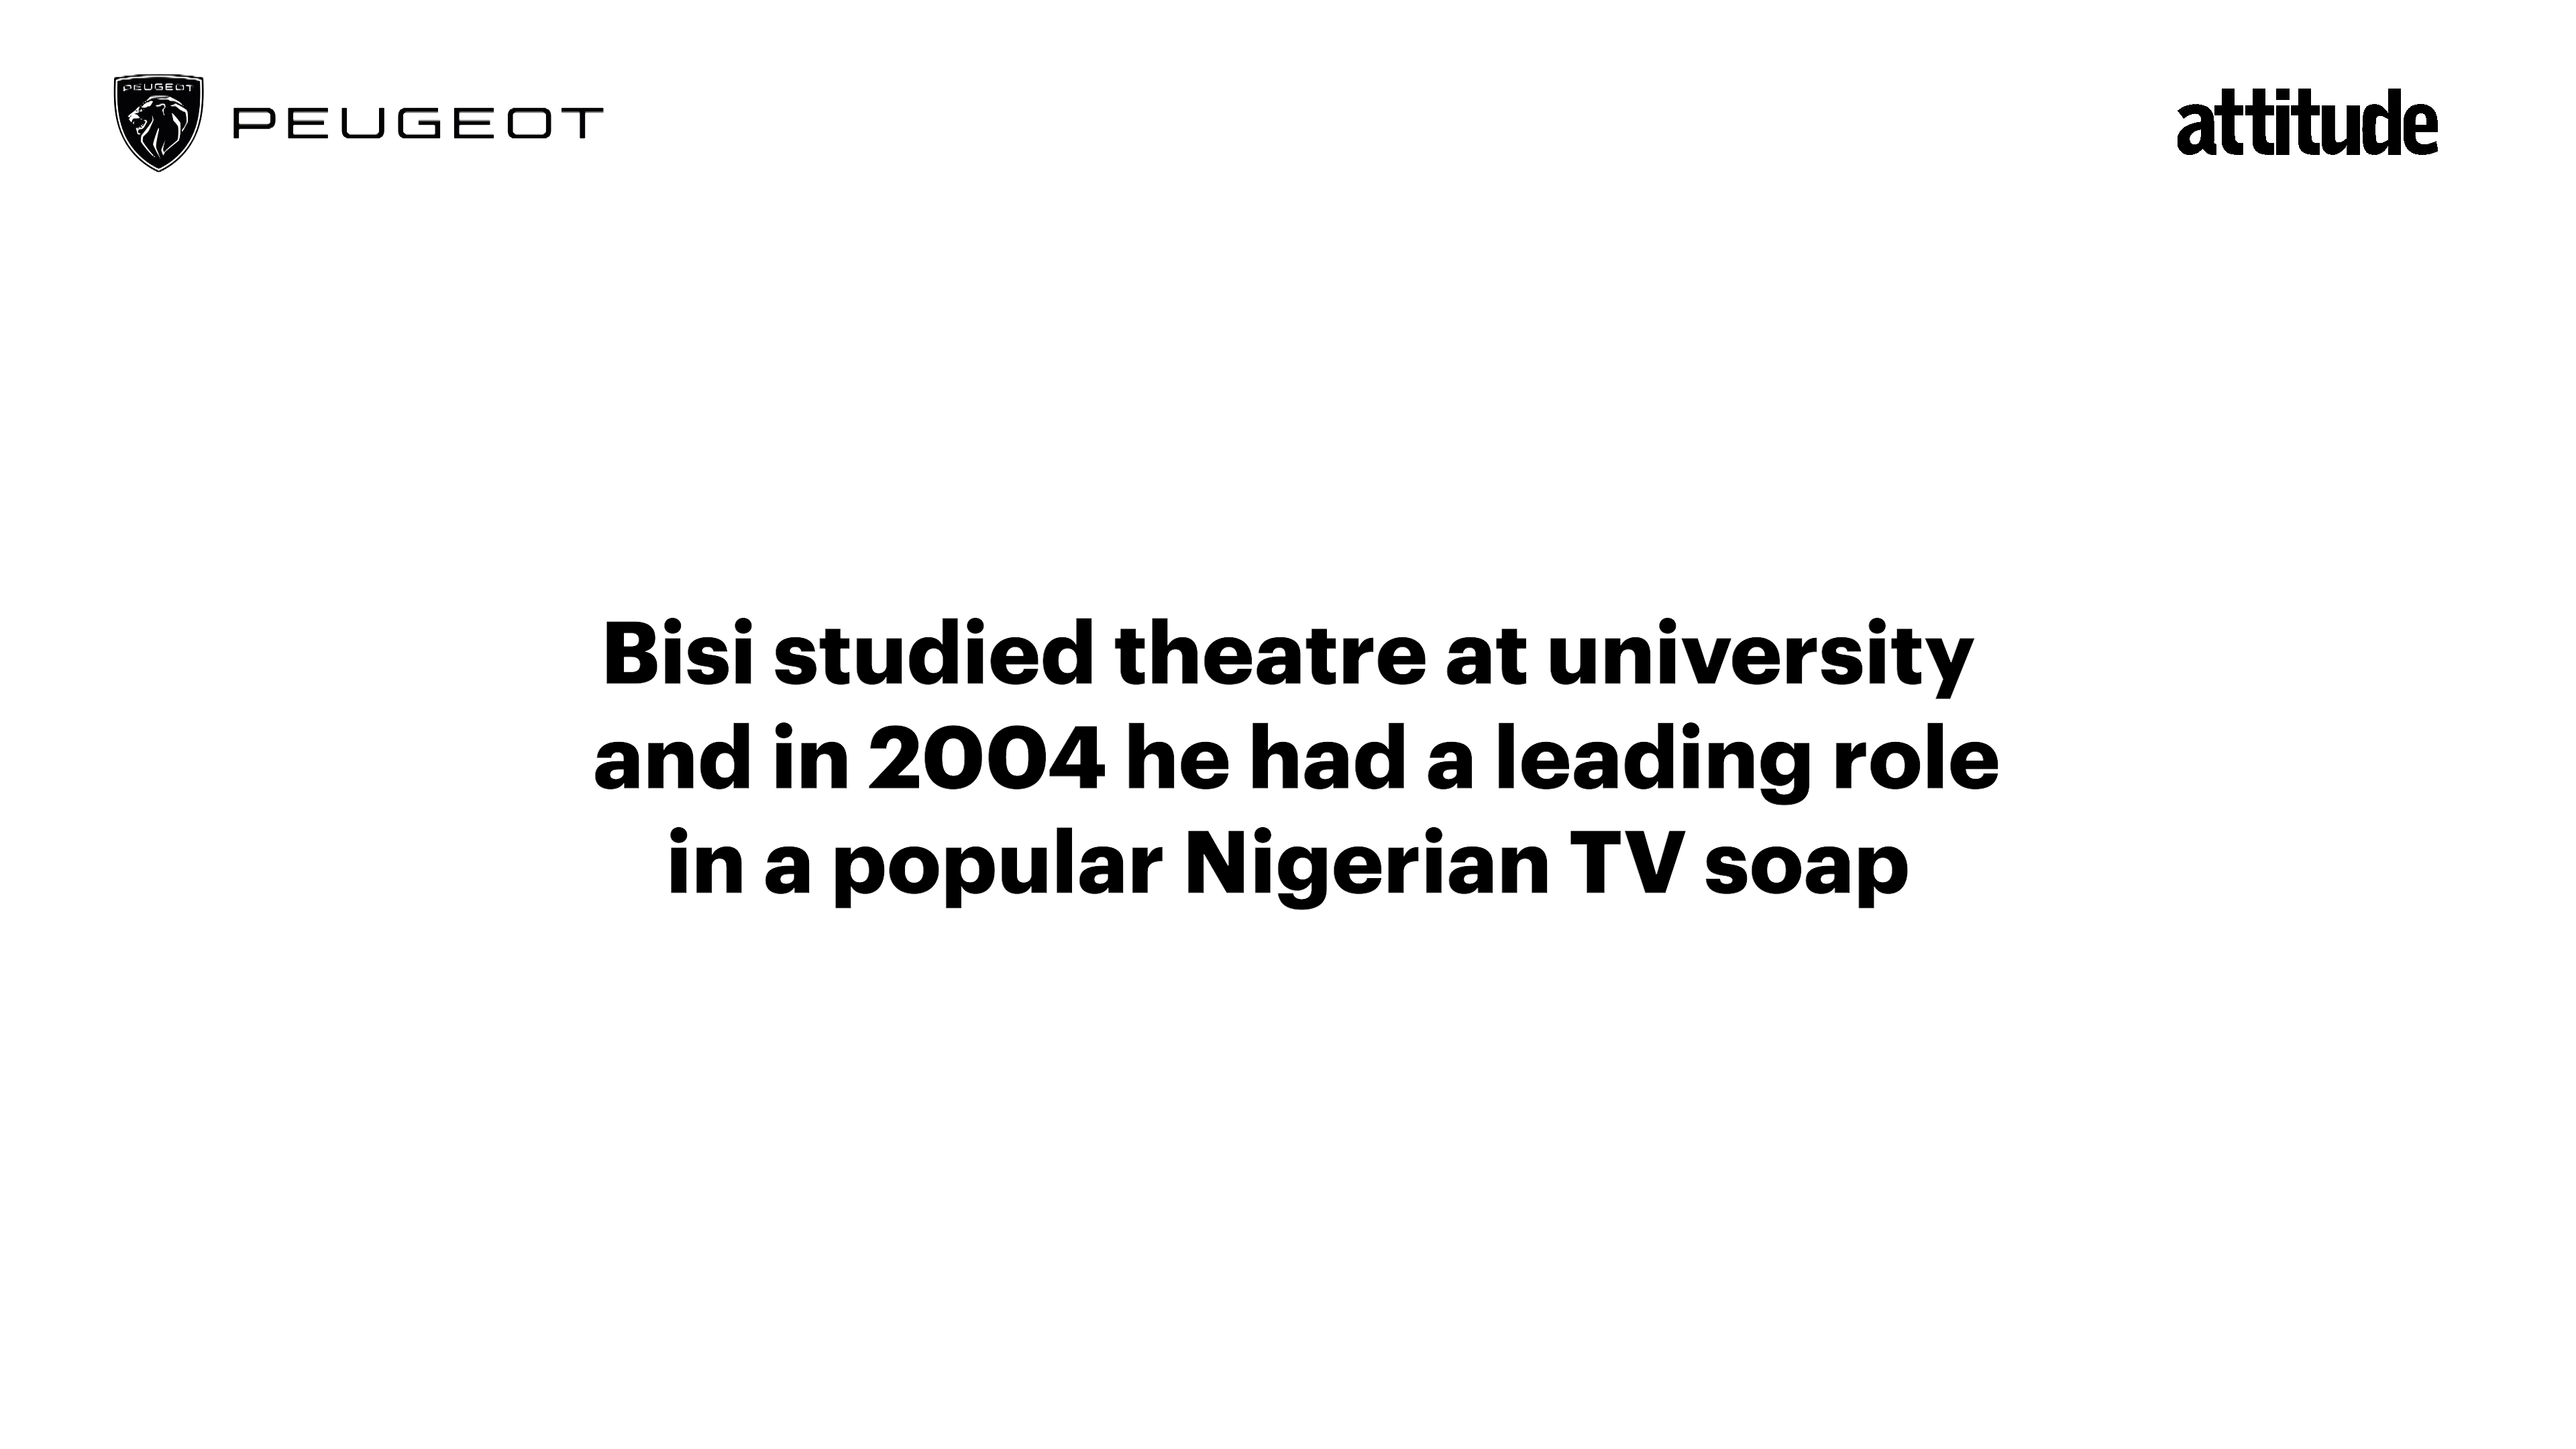 PEUGEOT
PEUGEOT
attitude
Bisi studied theatre at university
and in 2004 he had a leading role
in a popular Nigerian TV soap